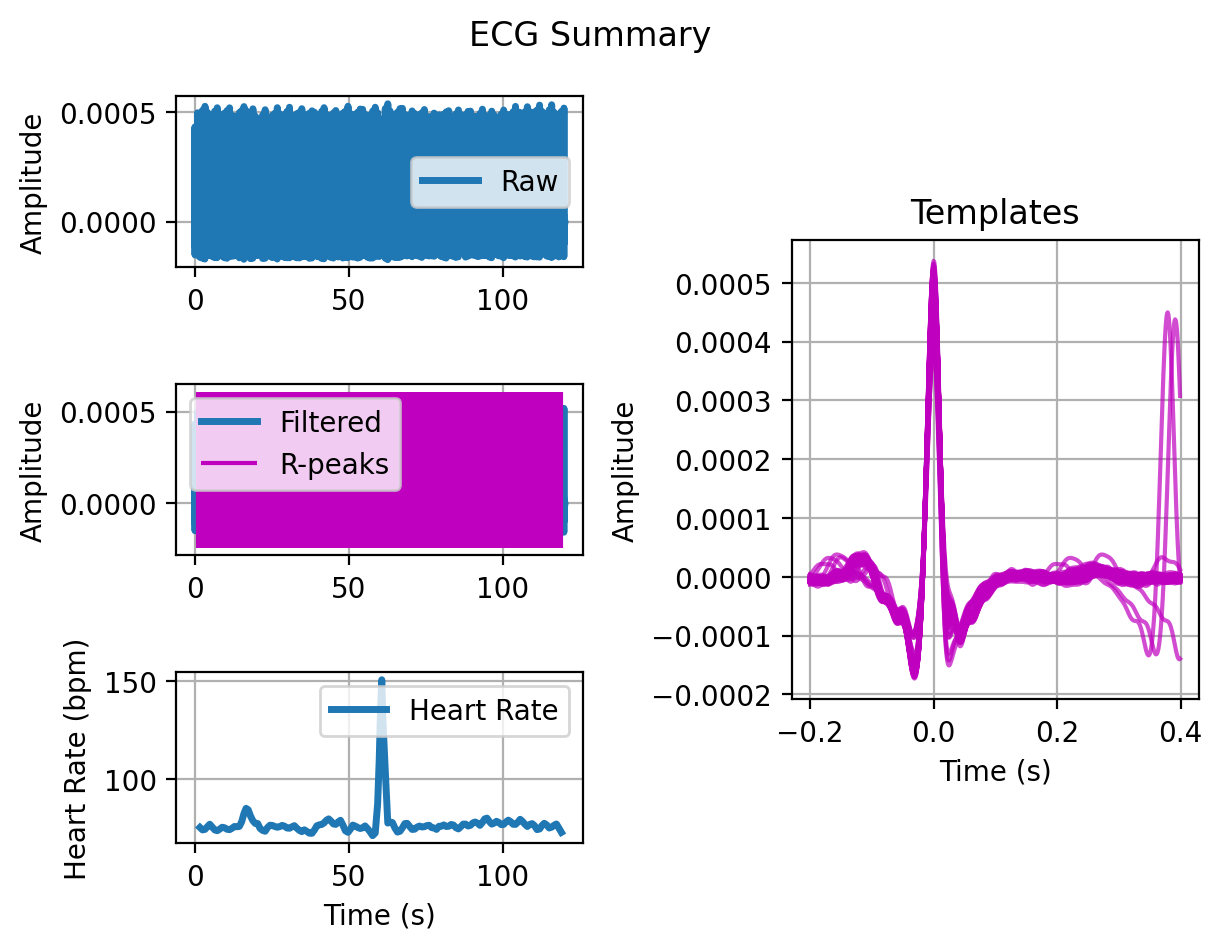 ECG Summary
Amplitude
0.0005
0.0000
Raw
0
50
100
Amplitude
0.0005
0.0000
Filtered
R-peaks
0
50
100
Heart Rate (bpm)
150
100
Heart Rate
0
50
100
Time (s)
Templates
Amplitude
0.0005
0.0004
0.0003
0.0002
0.0001
0.0000
−0.0001
−0.0002
−0.2
0.0
0.2
0.4
Time (s)